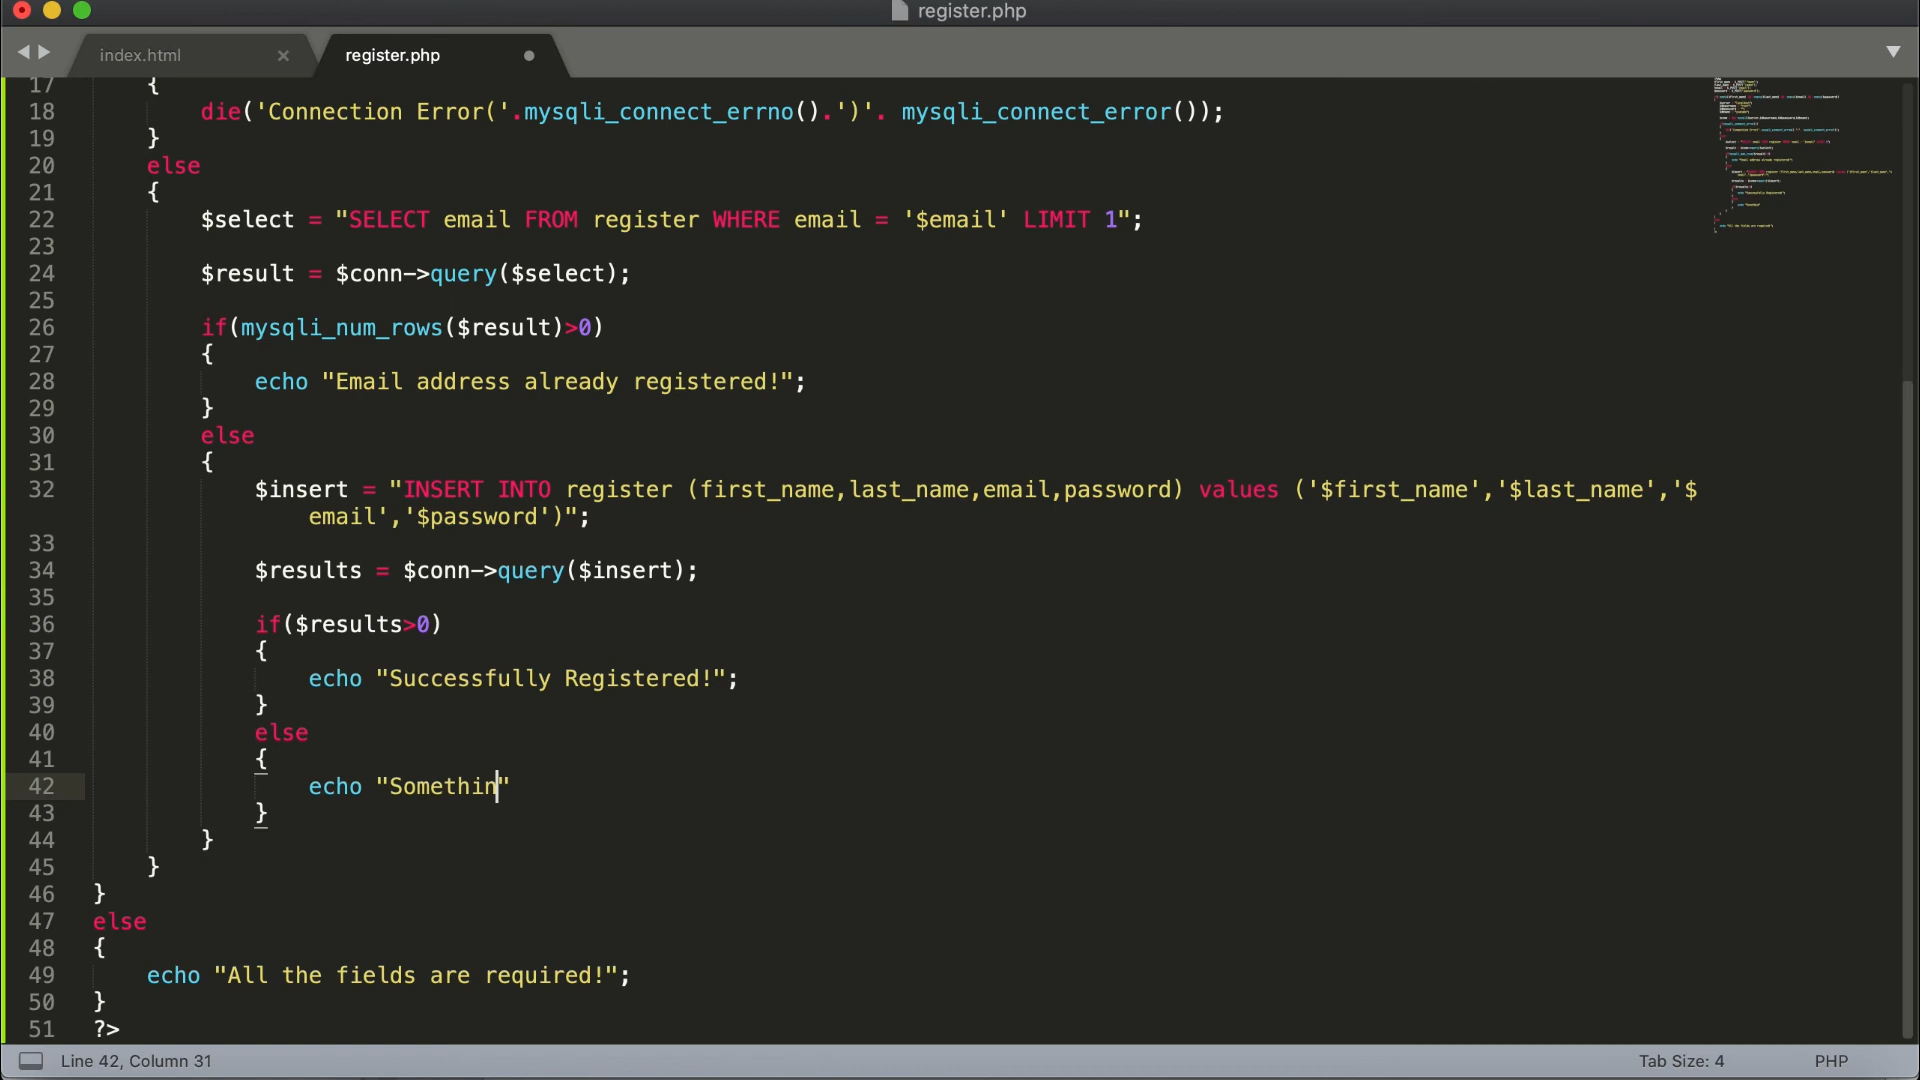 register.php
index.html
register.php
17 {
18 die('Connection Error('.mysqli_connect_errno().')'. mysqli_connect_error());
19 }
20 else
21 {
22 $select = "SELECT email FROM register WHERE email = '$email' LIMIT 1";
23
24 $result = $conn->query($select);
25
26 if(mysqli_num_rows($result)>0)
27 {
28 echo "Email address already registered!";
29 }
30 else
31 {
32 $insert = "INSERT INTO register (first_name,last_name,email,password) values ('$first_name','$last_name','$
email','$password')";
33
34 $results = $conn->query($insert);
35
36 if($results>0)
37 {
38 echo "Successfully Registered!";
39 }
40 else
41 {
42 echo "Somethin"
43 }
44 }
45 }
46 }
47 else
48 {
49 echo "All the fields are required!";
50 }
51 ?>
Line 42, Column 31
Tab Size: 4
PHP